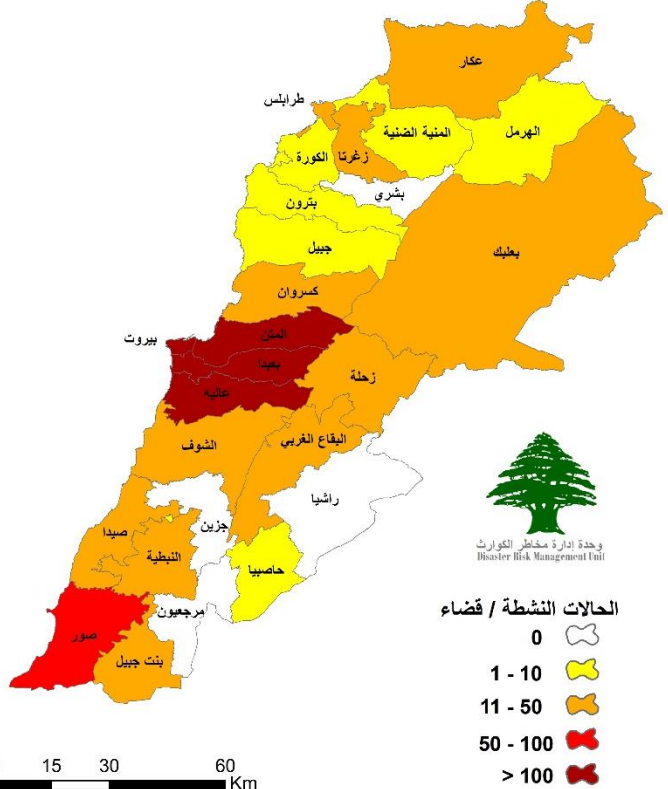 عكار
طرابلس
المنية الضنية
الهرمل
زغرتا
الكورة
بشري
بترون
جبيل
بعلبك
كسروان
المتن
بيروت
بعبدا
زحلة
عاليه
البقاع الغربي
الشوف
راشيا
صيدا
جزين
النبطية
حاصبيا
مرجعيون
صور
بنت جبيل
وحدة إدارة مخاطر الكوارث
Disaster Risk Management Unit
الحالات النشطة / قضاء
0
1 - 10
11 - 50
50 - 100
> 100
15 30 60
Km